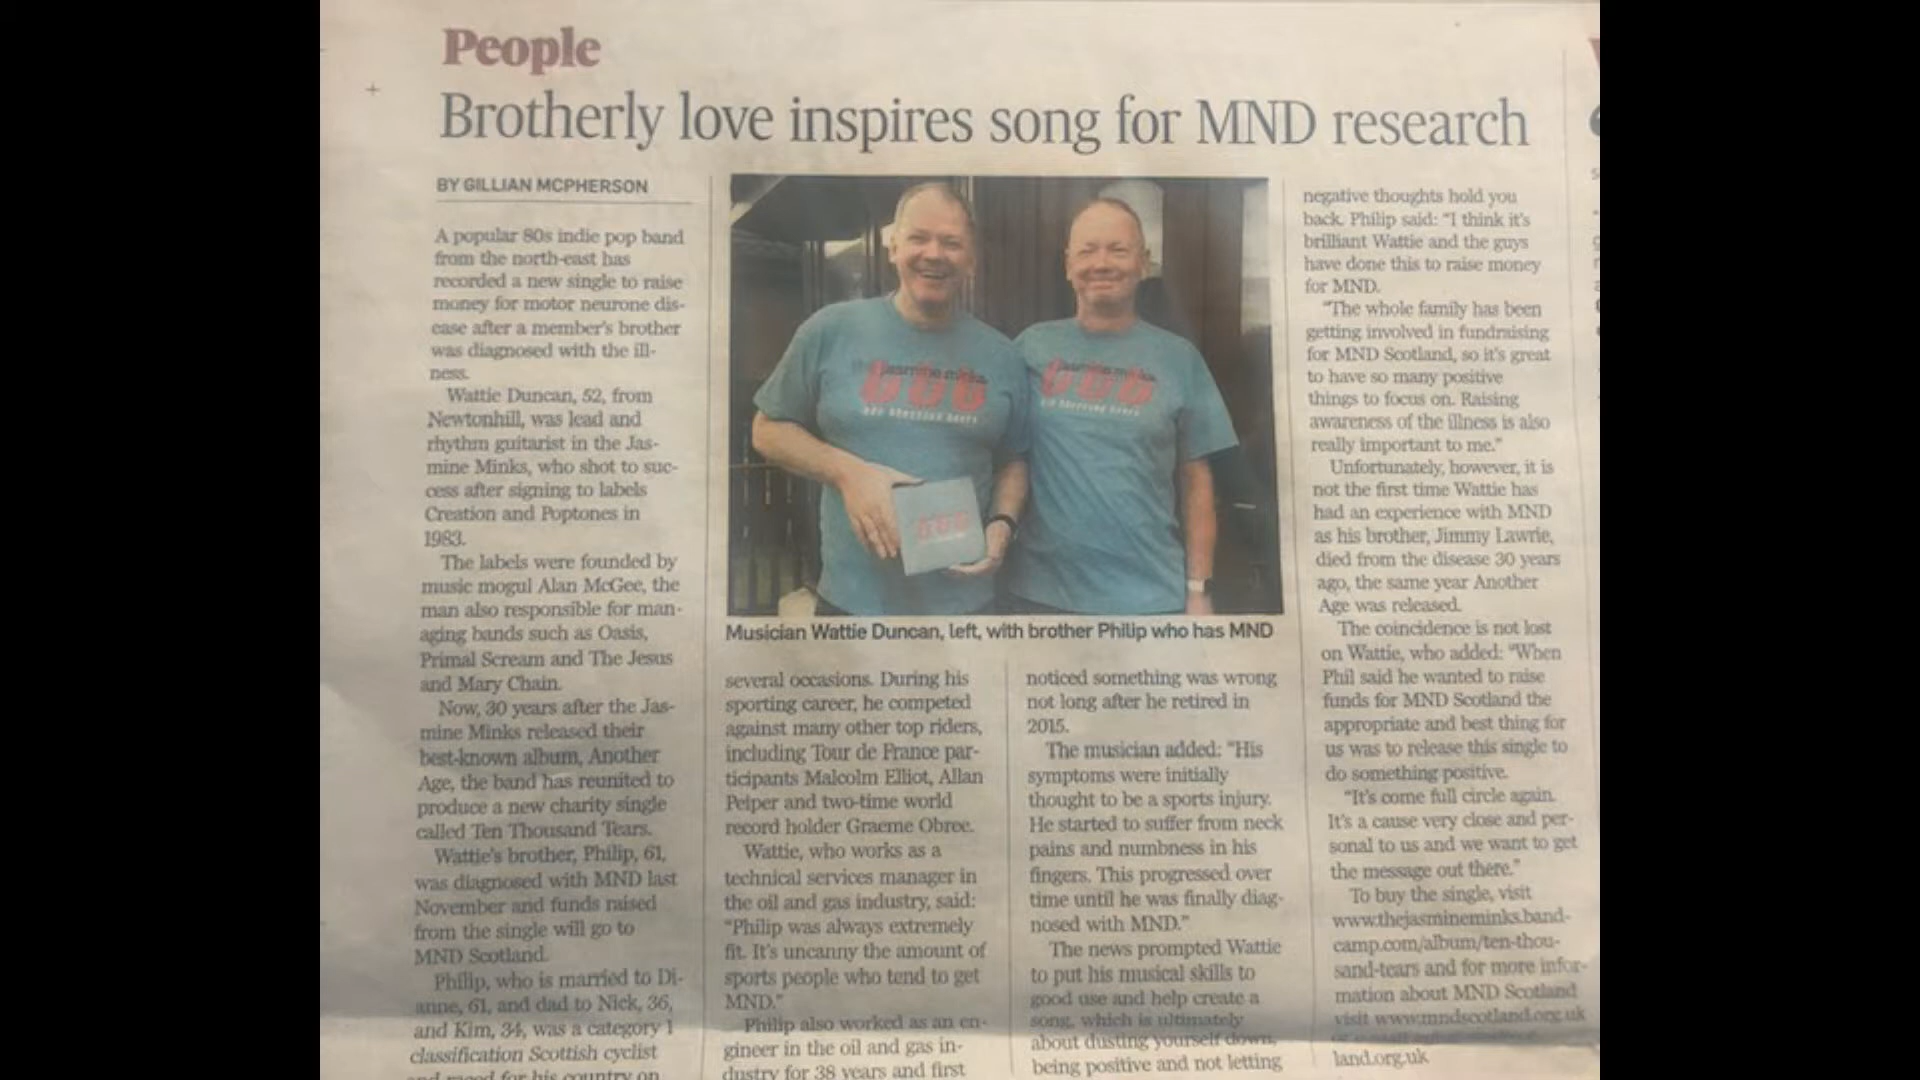 People
Brotherly love inspires song for MND research
BY GILLIAN MCPHERSON
A popular 80s indie pop band
from the north-east has
recorded a new single to raise
money for motor neurone dis-
ease after a member's brother
was diagnosed with the ill-
ness.
Wattie Duncan, 52, from
Newtonhill, was lead and
rhythm guitarist in the Jas-
mine Minks, who shot to suc-
cess after signing to labels
Creation and Poptones in
1983.
The labels were founded by
music mogul Alan McGee, the
man also responsible for man-
aging bands such as Oasis,
Primal Scream and The Jesus
and Mary Chain.
Now, 30 years after the Jas-
mine Minks released their
best-known album, Another
Age, the band has reunited to
produce a new charity single
called Ten Thousand Tears.
Wattie's brother, Philip, 61,
was diagnosed with MND last
November and funds raised
from the single will go to
MND Scotland.
Philip, who is married to Di-
anne, 61, and dad to Nick, 36,
and Kim, 34, was a category 1
classification Scottish cyclist
and raced for his country on
jasmine minks
jasmine minks
Musician Wattie Duncan, left, with brother Philip who has MND
several occasions. During his
sporting career, he competed
against many other top riders,
including Tour de France par-
ticipants Malcolm Elliot, Allan
Peiper and two-time world
record holder Graeme Obree.
Wattie, who works as a
technical services manager in
the oil and gas industry, said:
"Philip was always extremely
fit. It's uncanny the amount of
sports people who tend to get
MND."
Philip also worked as an en-
gineer in the oil and gas in-
dustry for 38 years and first
noticed something was wrong
not long after he retired in
2015.
The musician added: "His
symptoms were initially
thought to be a sports injury.
He started to suffer from neck
pains and numbness in his
fingers. This progressed over
time until he was finally diag-
nosed with MND."
The news prompted Wattie
to put his musical skills to
good use and help create a
song, which is ultimately
about dusting yourself down,
being positive and not letting
negative thoughts hold you
back. Philip said: "I think it's
brilliant Wattie and the guys
have done this to raise money
for MND.
"The whole family has been
getting involved in fundraising
for MND Scotland, so it's great
to have so many positive
things to focus on. Raising
awareness of the illness is also
really important to me."
Unfortunately, however, it is
not the first time Wattie has
had an experience with MND
as his brother, Jimmy Lawrie,
died from the disease 30 years
ago, the same year Another
Age was released.
The coincidence is not lost
on Wattie, who added: "When
Phil said he wanted to raise
funds for MND Scotland the
appropriate and best thing for
us was to release this single to
do something positive.
"It's come full circle again.
It's a cause very close and per-
sonal to us and we want to get
the message out there."
To buy the single, visit
www.thejasmineminks.band-
camp.com/album/ten-thou-
sand-tears and for more infor-
mation about MND Scotland
visit www.mndscotland.org.uk
land.org.uk